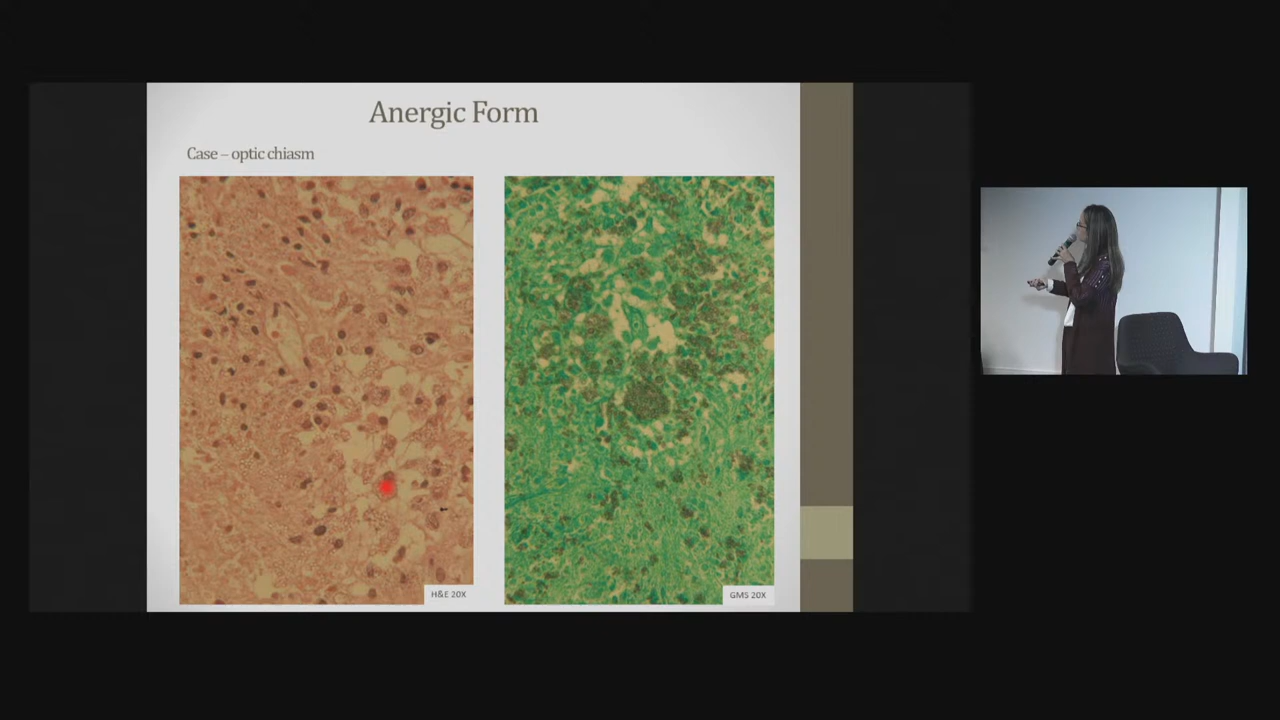 Anergic Form
Case – optic chiasm
H&E 20X
GMS 20X